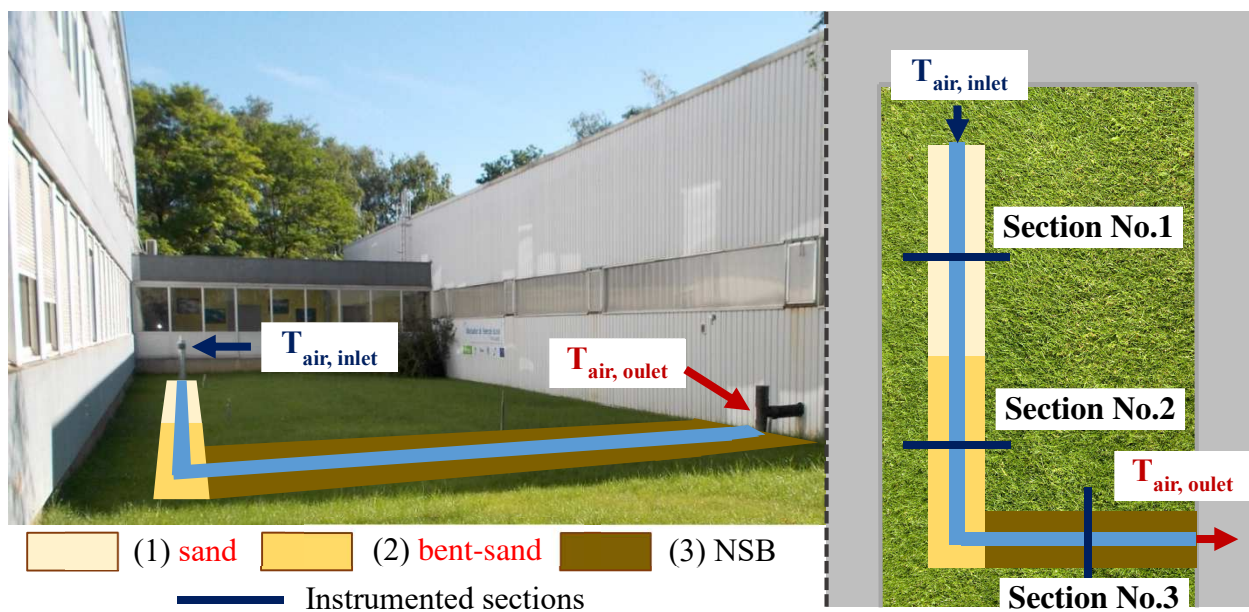 T air, inlet
T air, oulet
(1) sand
(2) bent-sand
(3) NSB
Instrumented sections
T air, inlet
Section No.1
Section No.2
T air, oulet
Section No.3